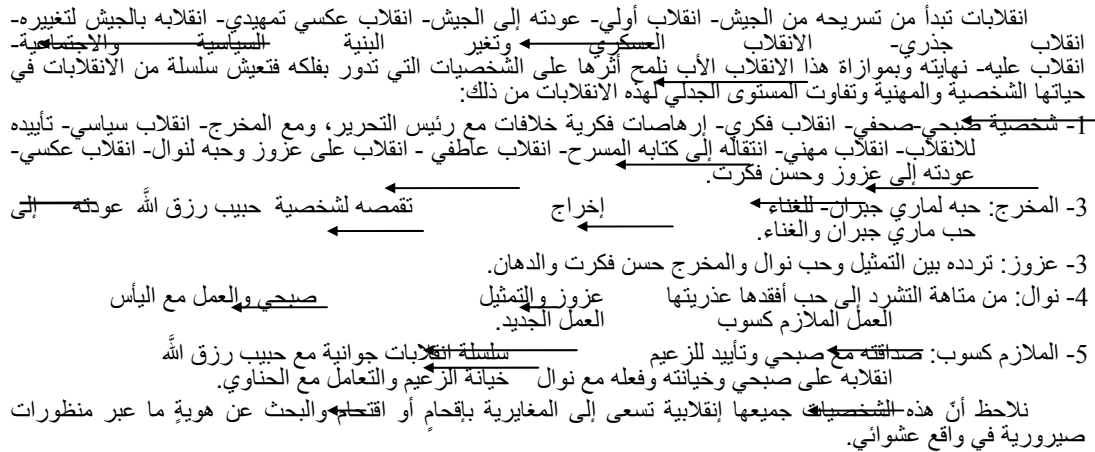 انقلابات تبدأ من تسريحه من الجيش- انقلاب أولي- عودته إلى الجيش- انقلاب عكسي تمهيدي- انقلابه بالجيش لتغييره-
انقلاب جذري- الانقلاب العسكري وتغير البنية السياسية والاجتماعية-
انقلاب عليه- نهايته وبموازاة هذا الانقلاب الأب نلمح أثرها على الشخصيات التي تدور بفلكه فتعيش سلسلة من الانقلابات في
حياتها الشخصية والمهنية وتفاوت المستوى الجدلي لهذه الانقلابات من ذلك:
1- شخصية صبحي-صحفي- انقلاب فكري- إرهاصات فكرية خلافات مع رئيس التحرير، ومع المخرج- انقلاب سياسي- تأييده
للانقلاب- انقلاب مهني- انتقاله إلى كتابه المسرح- انقلاب عاطفي - انقلاب على عزوز وحبه لنوال- انقلاب عكسي-
عودته إلى عزوز وحسن فكرت.
3- المخرج: حبه لماري جبران- للغناء إخراج تقمصه لشخصية حبيب رزق الله عودته إلى
حب ماري جبران والغناء.
3- عزوز: تردده بين التمثيل وحب نوال والمخرج حسن فكرت والدهان.
4- نوال: من متاهة التشرد إلى حب أفقدها عذريتها عزوز والتمثيل صبحي والعمل مع اليأس
العمل الملازم كسوب العمل الجديد.
5- الملازم كسوب: صداقته مع صبحي وتأييد للزعيم سلسلة انقلابات جوانية مع حبيب رزق اللَّه
انقلابه على صبحي وخيانته وفعله مع نوال خيانة الزعيم والتعامل مع الحناوي.
نلاحظ أنّ هذه الشخصيات جميعها إنقلابية تسعى إلى المغايرية بإقحامٍ أو اقتحام والبحث عن هويةٍ ما عبر منظورات
صيرورية في واقع عشوائي.